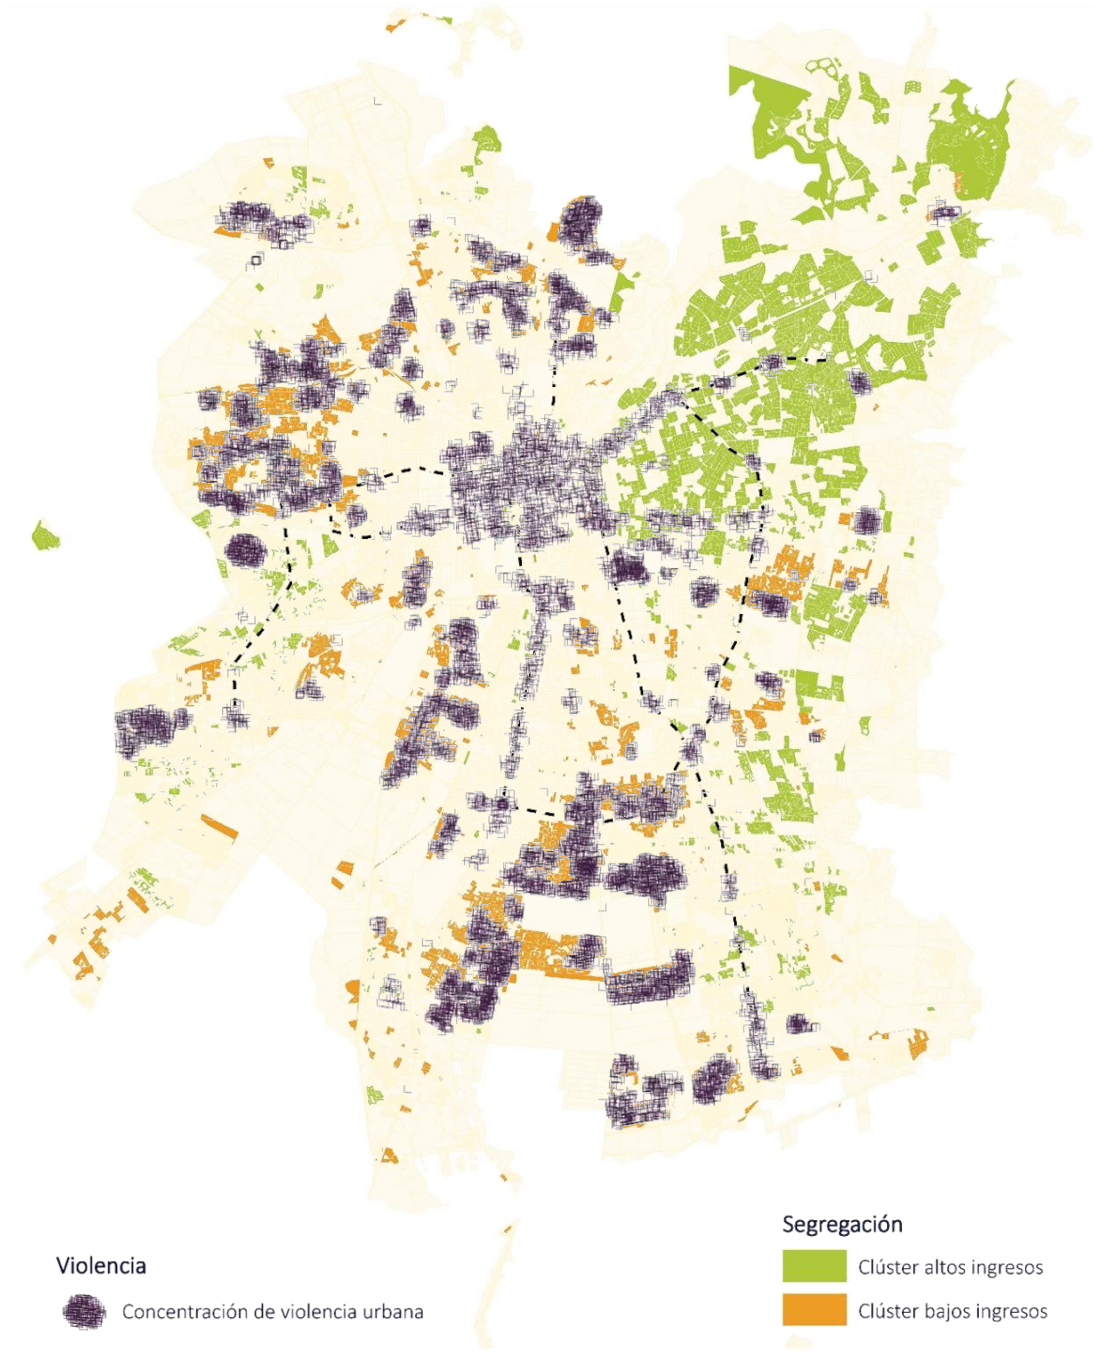 Segregación
Violencia
Clúster altos ingresos
Concentración de violencia urbana
Clúster bajos ingresos